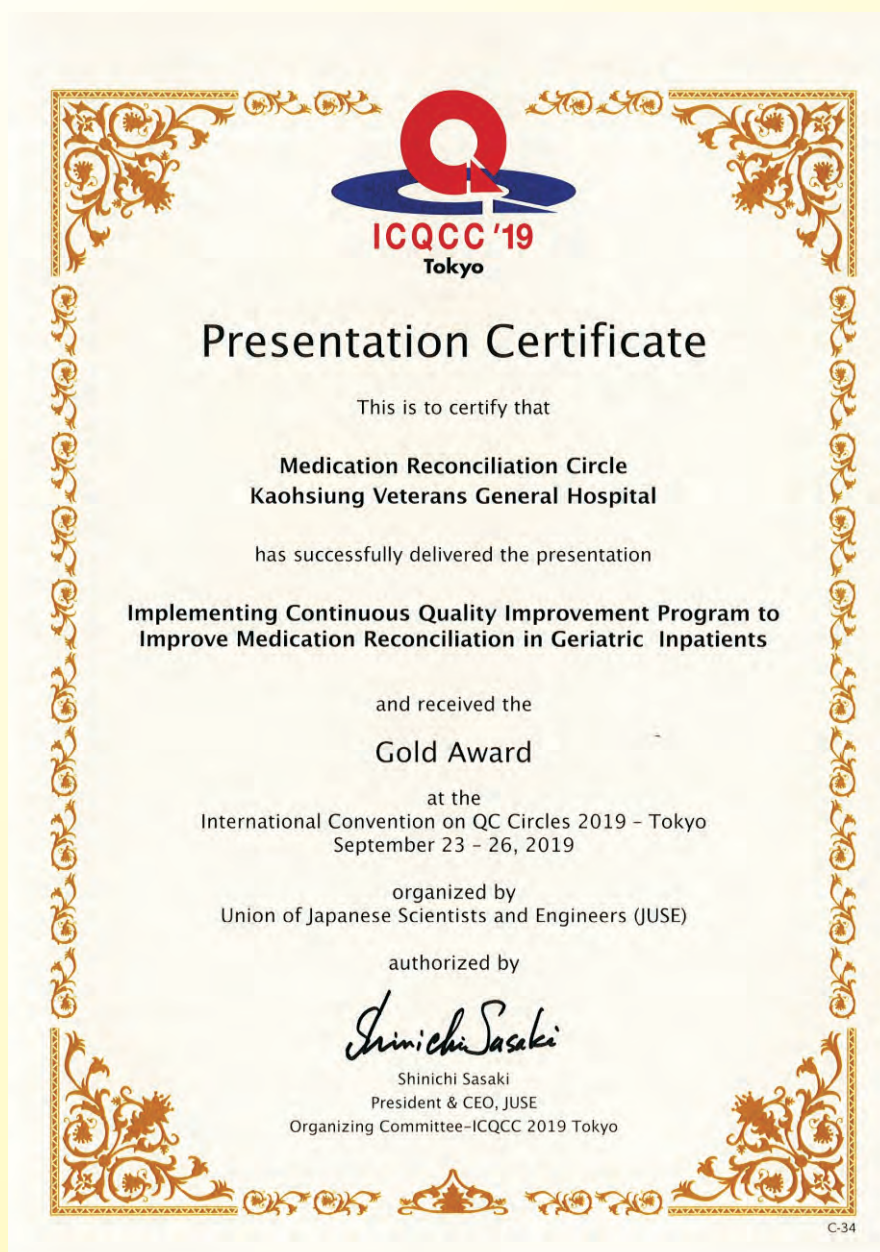 ICQCC '19
Tokyo
Presentation Certificate
This is to certify that
Medication Reconciliation Circle
Kaohsiung Veterans General Hospital
has successfully delivered the presentation
Implementing Continuous Quality Improvement Program to
Improve Medication Reconciliation in Geriatric Inpatients
and received the
Gold Award
at the
International Convention on QC Circles 2019 – Tokyo
September 23 – 26, 2019
organized by
Union of Japanese Scientists and Engineers (JUSE)
authorized by
Shinichi Sasaki
Shinichi Sasaki
President & CEO, JUSE
Organizing Committee–ICQCC 2019 Tokyo
C-34